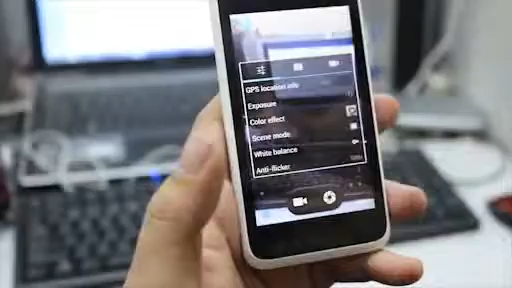 GPS location info
Exposure
Color effect
Scene mode
White balance
Anti-flicker